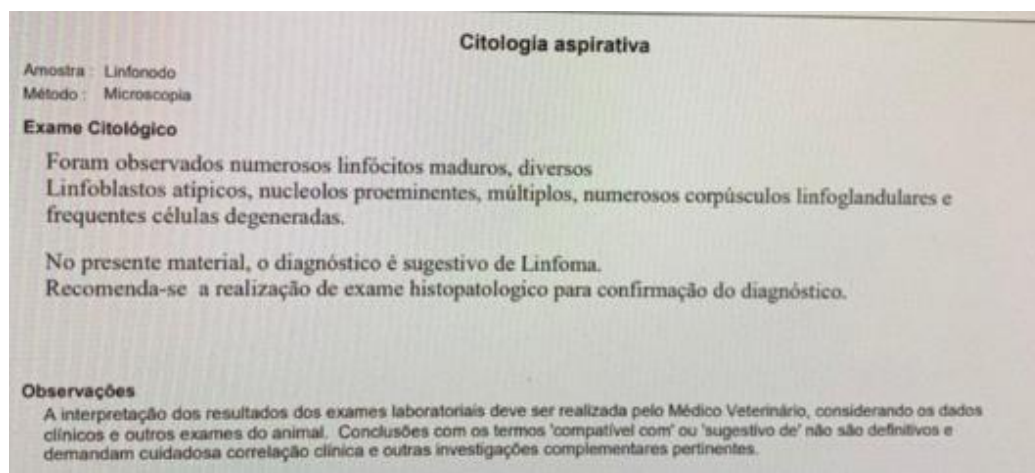 Citologia aspirativa
Amostra : Linfonodo
Método : Microscopia
Exame Citológico
Foram observados numerosos linfócitos maduros, diversos
Linfoblastos atípicos, nucleolos proeminentes, múltiplos, numerosos corpúsculos linfoglandulares e
frequentes células degeneradas.
No presente material, o diagnóstico é sugestivo de Linfoma.
Recomenda-se a realização de exame histopatologico para confirmação do diagnóstico.
Observações
A interpretação dos resultados dos exames laboratoriais deve ser realizada pelo Médico Veterinário, considerando os dados
clínicos e outros exames do animal. Conclusões com os termos 'compatível com' ou 'sugestivo de' não são definitivos e
demandam cuidadosa correlação clínica e outras investigações complementares pertinentes.